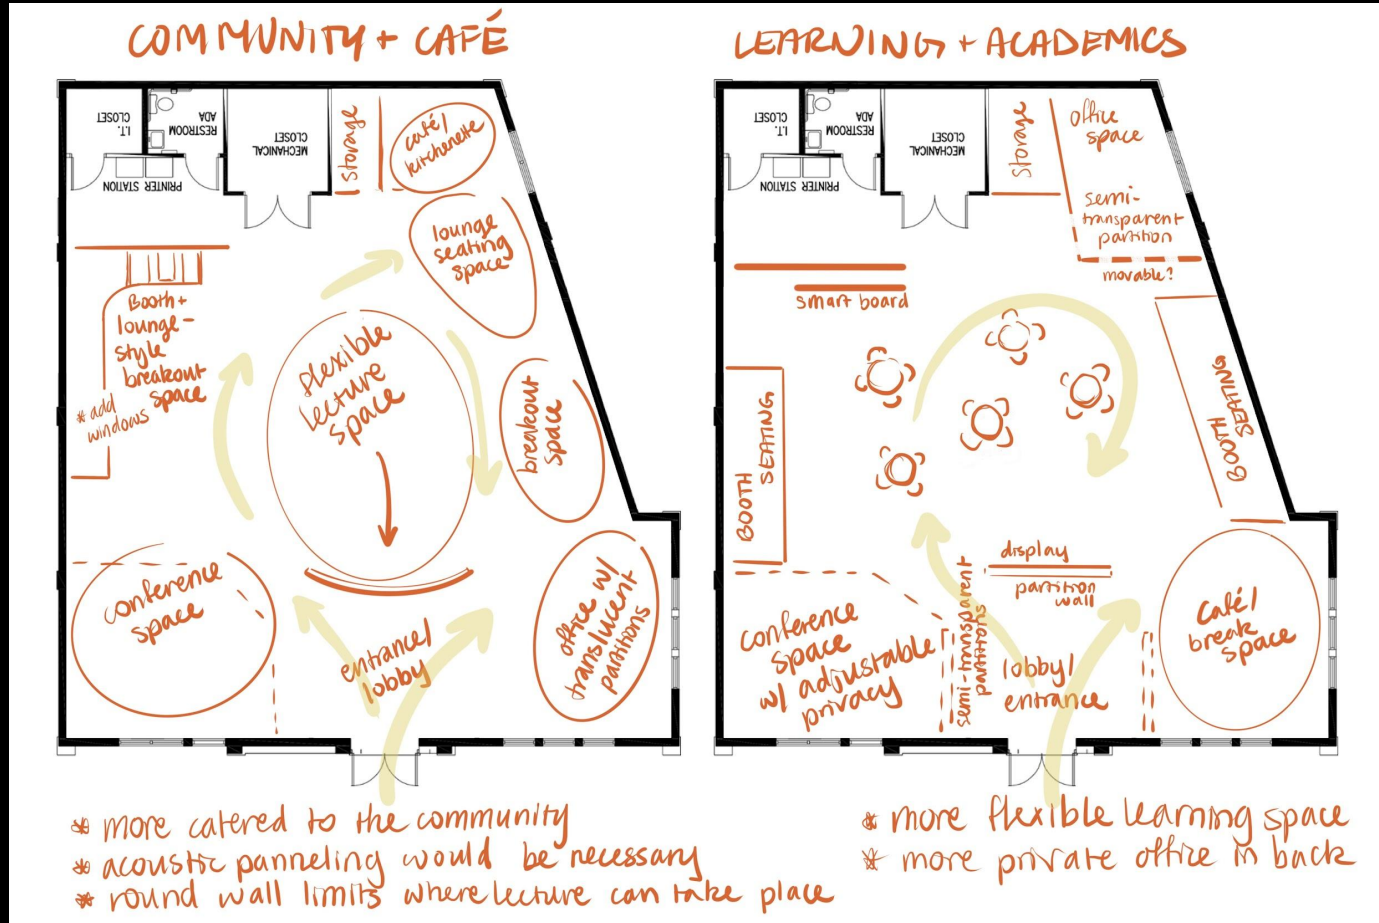 COMMUNITY + CAFÉ
I.T.
CLOSET
RESTROOM
ADA
MECHANICAL
CLOSET
PRINTER STATION
storage
café/
kitchenette
lounge
seating
space
Booth +
lounge-
style
breakout
space
* add
windows
flexible
lecture
space
breakout
space
conference
space
entrance/
lobby
office w/
translucent
partitions
* more catered to the community
* acoustic panneling would be necessary
* round wall limits where lecture can take place
LEARNING + ACADEMICS
I.T.
CLOSET
RESTROOM
ADA
MECHANICAL
CLOSET
PRINTER STATION
storage
office
space
semi-
transparent
partition
movable?
smart board
BOOTH
SEATING
BOOTH
SEATING
display
partition
wall
conference
space
w/ adjustable
privacy
semi-transparent
partitions
lobby/
entrance
café/
break
space
* more flexible learning space
* more private office in back